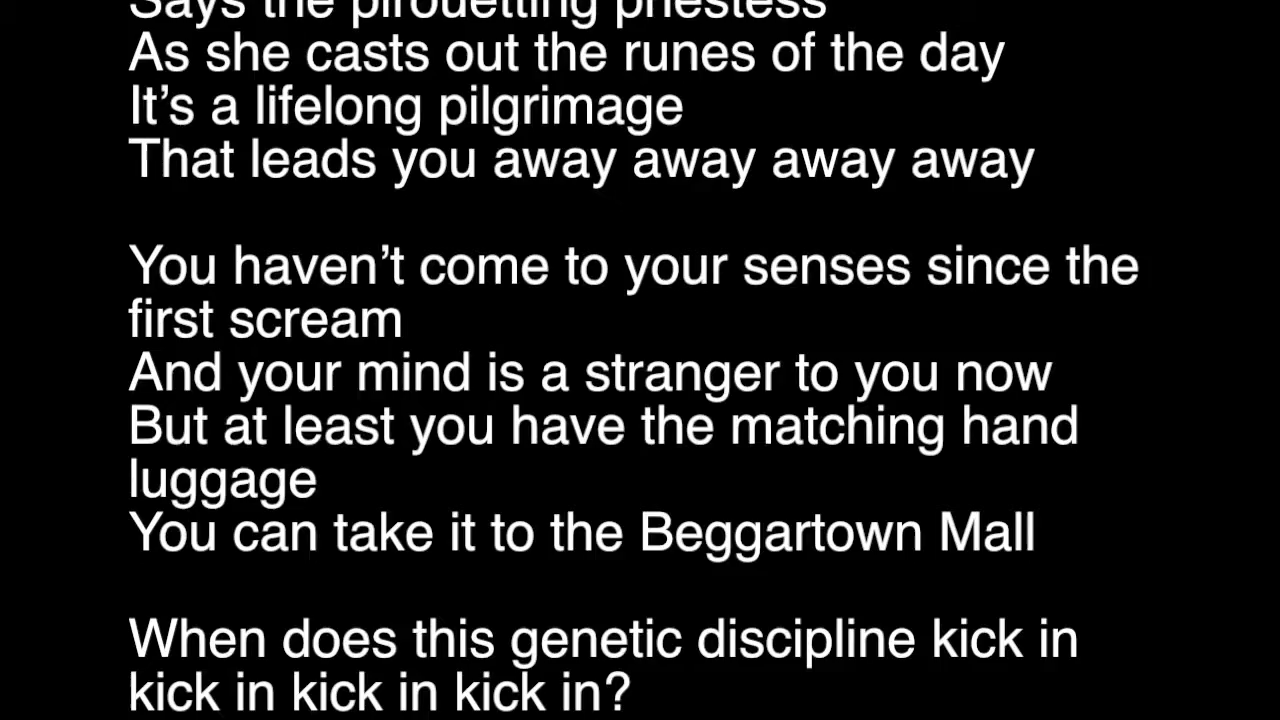 Says the pirouetting priestess
As she casts out the runes of the day
It’s a lifelong pilgrimage
That leads you away away away away
You haven’t come to your senses since the
first scream
And your mind is a stranger to you now
But at least you have the matching hand
luggage
You can take it to the Beggartown Mall
When does this genetic discipline kick in
kick in kick in kick in?